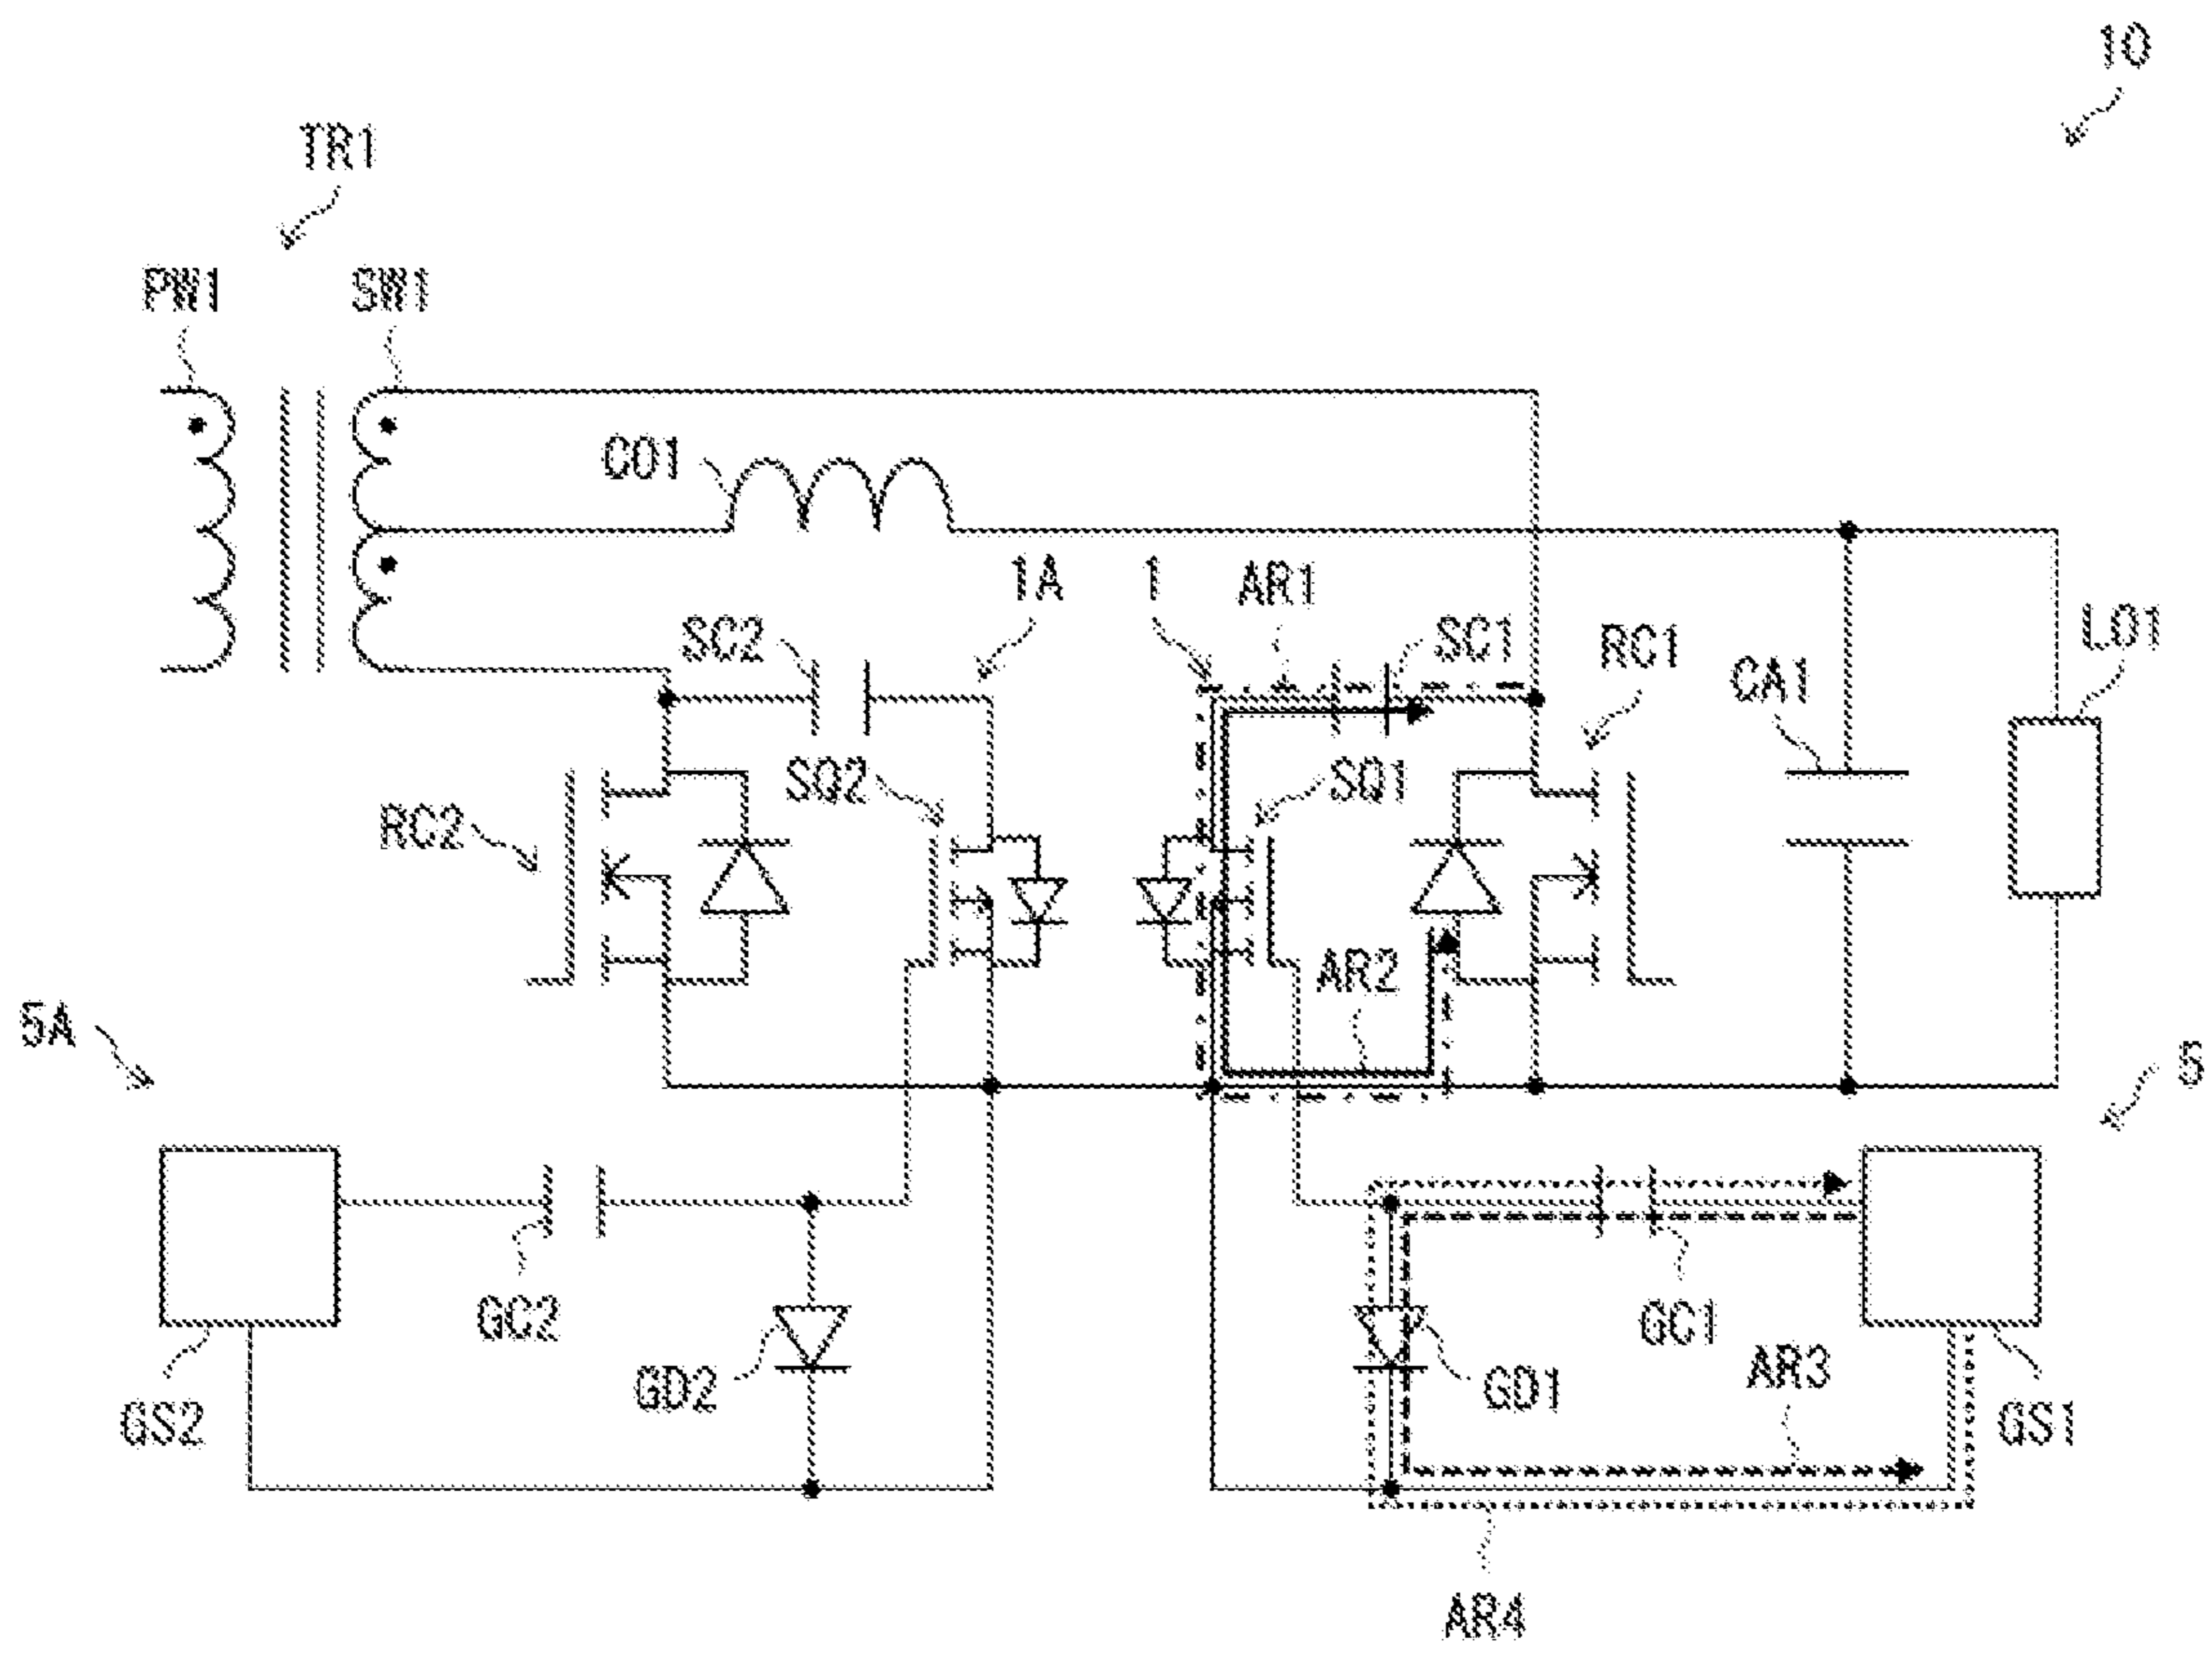 10
TR1
PW1
SW1
CO1
1A
1
AR1
SC2
SC1
RC1
LO1
CA1
SQ2
SQ1
RC2
AR2
5A
5
GC2
GC1
GD2
GD1
AR3
GS2
GS1
AR4